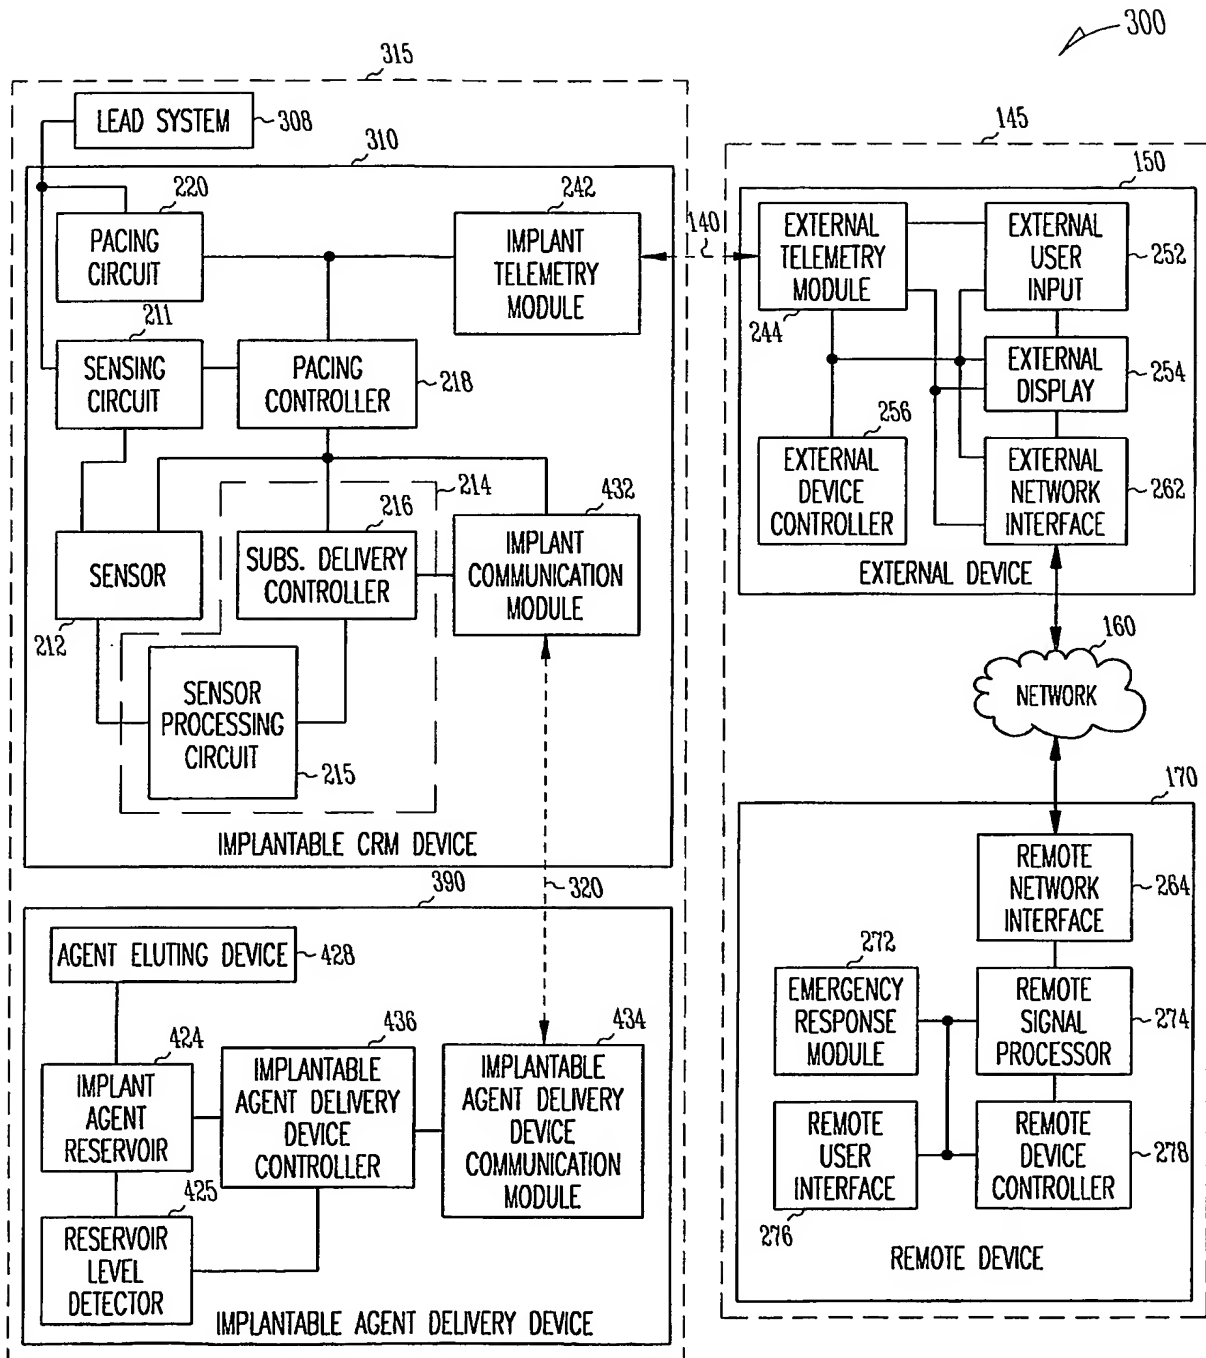 300
315
LEAD SYSTEM
308
310
220
PACING
CIRCUIT
242
IMPLANT
TELEMETRY
MODULE
211
SENSING
CIRCUIT
PACING
CONTROLLER
218
214
216
432
SENSOR
212
SUBS. DELIVERY
CONTROLLER
IMPLANT
COMMUNICATION
MODULE
SENSOR
PROCESSING
CIRCUIT
215
IMPLANTABLE CRM DEVICE
140
145
150
EXTERNAL
TELEMETRY
MODULE
244
EXTERNAL
USER
INPUT
252
EXTERNAL
DISPLAY
254
256
EXTERNAL
DEVICE
CONTROLLER
EXTERNAL
NETWORK
INTERFACE
262
EXTERNAL DEVICE
160
NETWORK
320
390
AGENT ELUTING DEVICE
428
424
IMPLANT
AGENT
RESERVOIR
436
IMPLANTABLE
AGENT DELIVERY
DEVICE
CONTROLLER
434
IMPLANTABLE
AGENT DELIVERY
DEVICE
COMMUNICATION
MODULE
425
RESERVOIR
LEVEL
DETECTOR
IMPLANTABLE AGENT DELIVERY DEVICE
170
REMOTE
NETWORK
INTERFACE
264
272
EMERGENCY
RESPONSE
MODULE
REMOTE
SIGNAL
PROCESSOR
274
REMOTE
USER
INTERFACE
276
REMOTE
DEVICE
CONTROLLER
278
REMOTE DEVICE